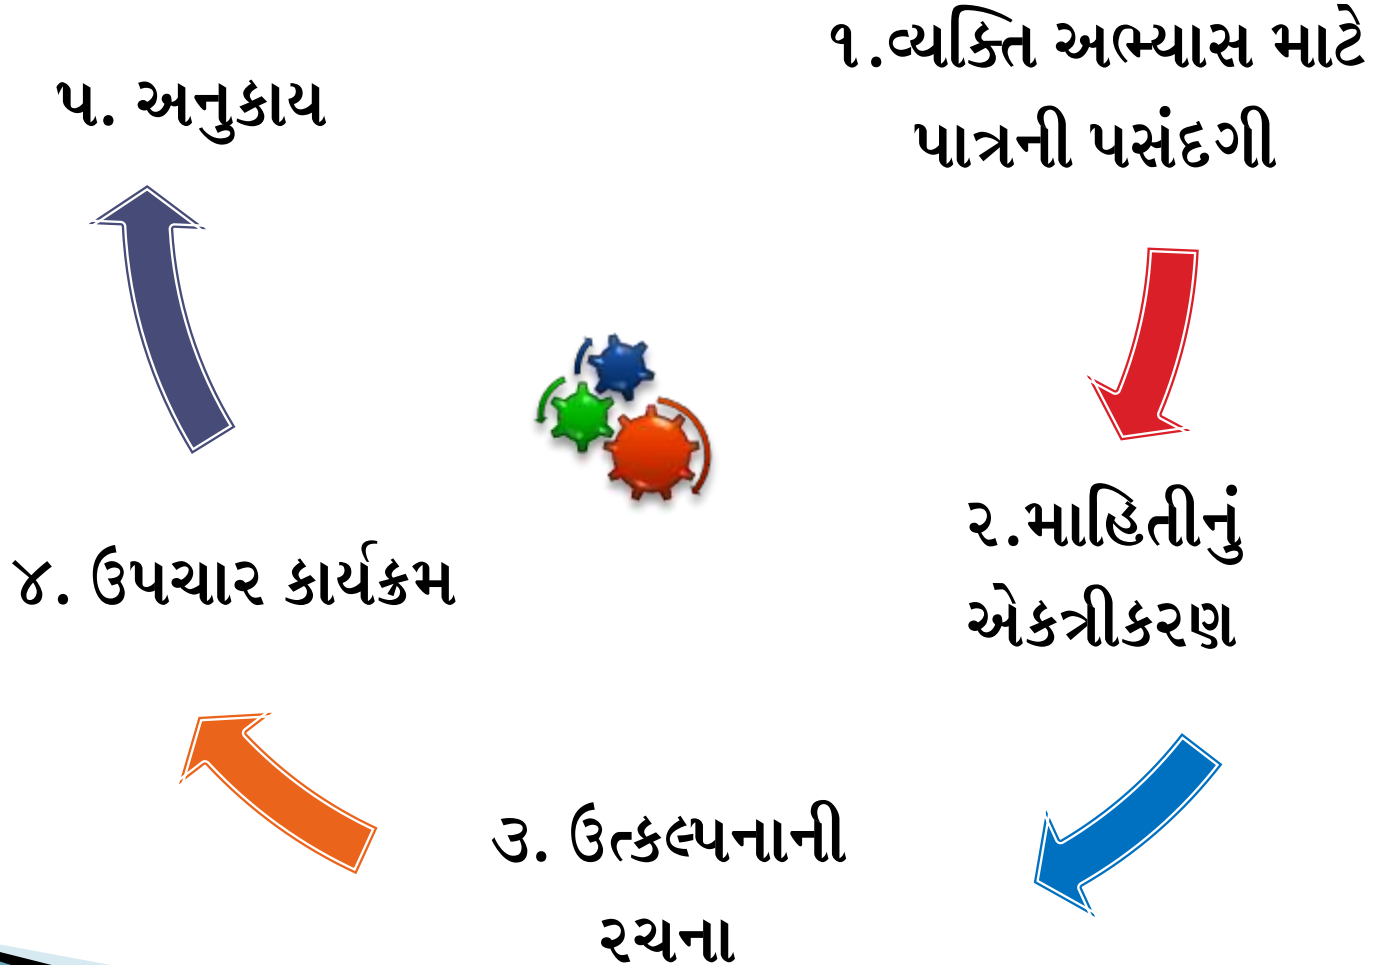 ૧.વ્યક્તિ અભ્યાસ માટે
પાત્રની પસંદગી
૨.માહિતીનું
એકત્રીકરણ
૩. ઉત્કલ્પનાની
રચના
૪. ઉપચાર કાર્યક્રમ
૫. અનુકાય